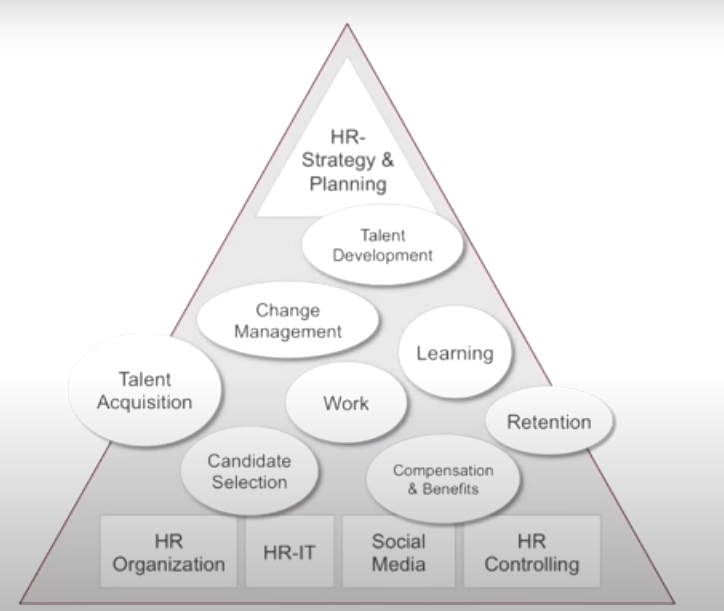 HR-
Strategy &
Planning
Talent
Development
Change
Management
Learning
Talent
Acquisition
Work
Retention
Candidate
Selection
Compensation
& Benefits
HR
Organization
HR-IT
Social
Media
HR
Controlling